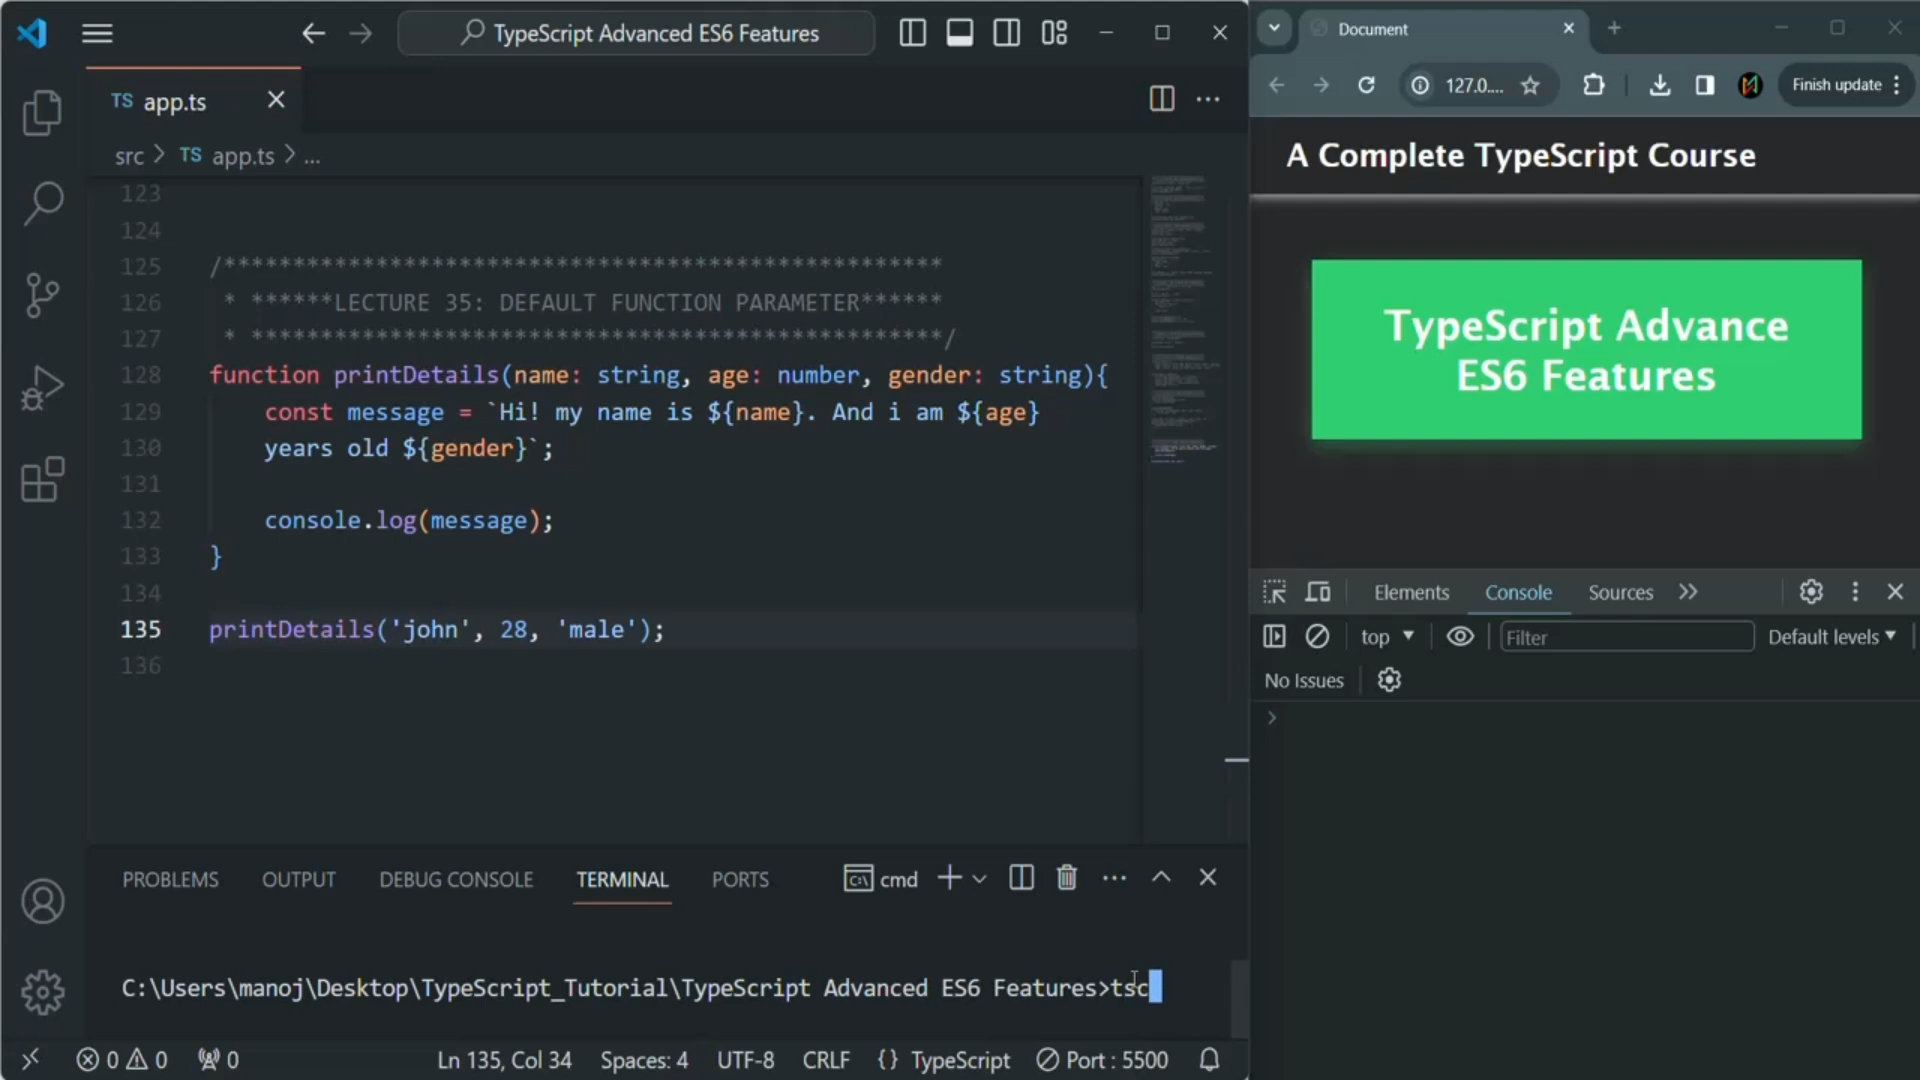 TypeScript Advanced ES6 Features
TS app.ts
src > TS app.ts > ...
123
124
125 /****************************************************
126 * ******LECTURE 35: DEFAULT FUNCTION PARAMETER******
127 * **************************************************/
128 function printDetails(name: string, age: number, gender: string){
129 const message = `Hi! my name is ${name}. And i am ${age}
130 years old ${gender}`;
131
132 console.log(message);
133 }
134
135 printDetails('john', 28, 'male');
136
PROBLEMS OUTPUT DEBUG CONSOLE TERMINAL PORTS cmd
C:\Users\manoj\Desktop\TypeScript_Tutorial\TypeScript Advanced ES6 Features>tsc
0 0 0 Ln 135, Col 34 Spaces: 4 UTF-8 CRLF {} TypeScript Port : 5500
Document
127.0.... Finish update
A Complete TypeScript Course
TypeScript Advance
ES6 Features
Elements Console Sources
top Filter Default levels
No Issues